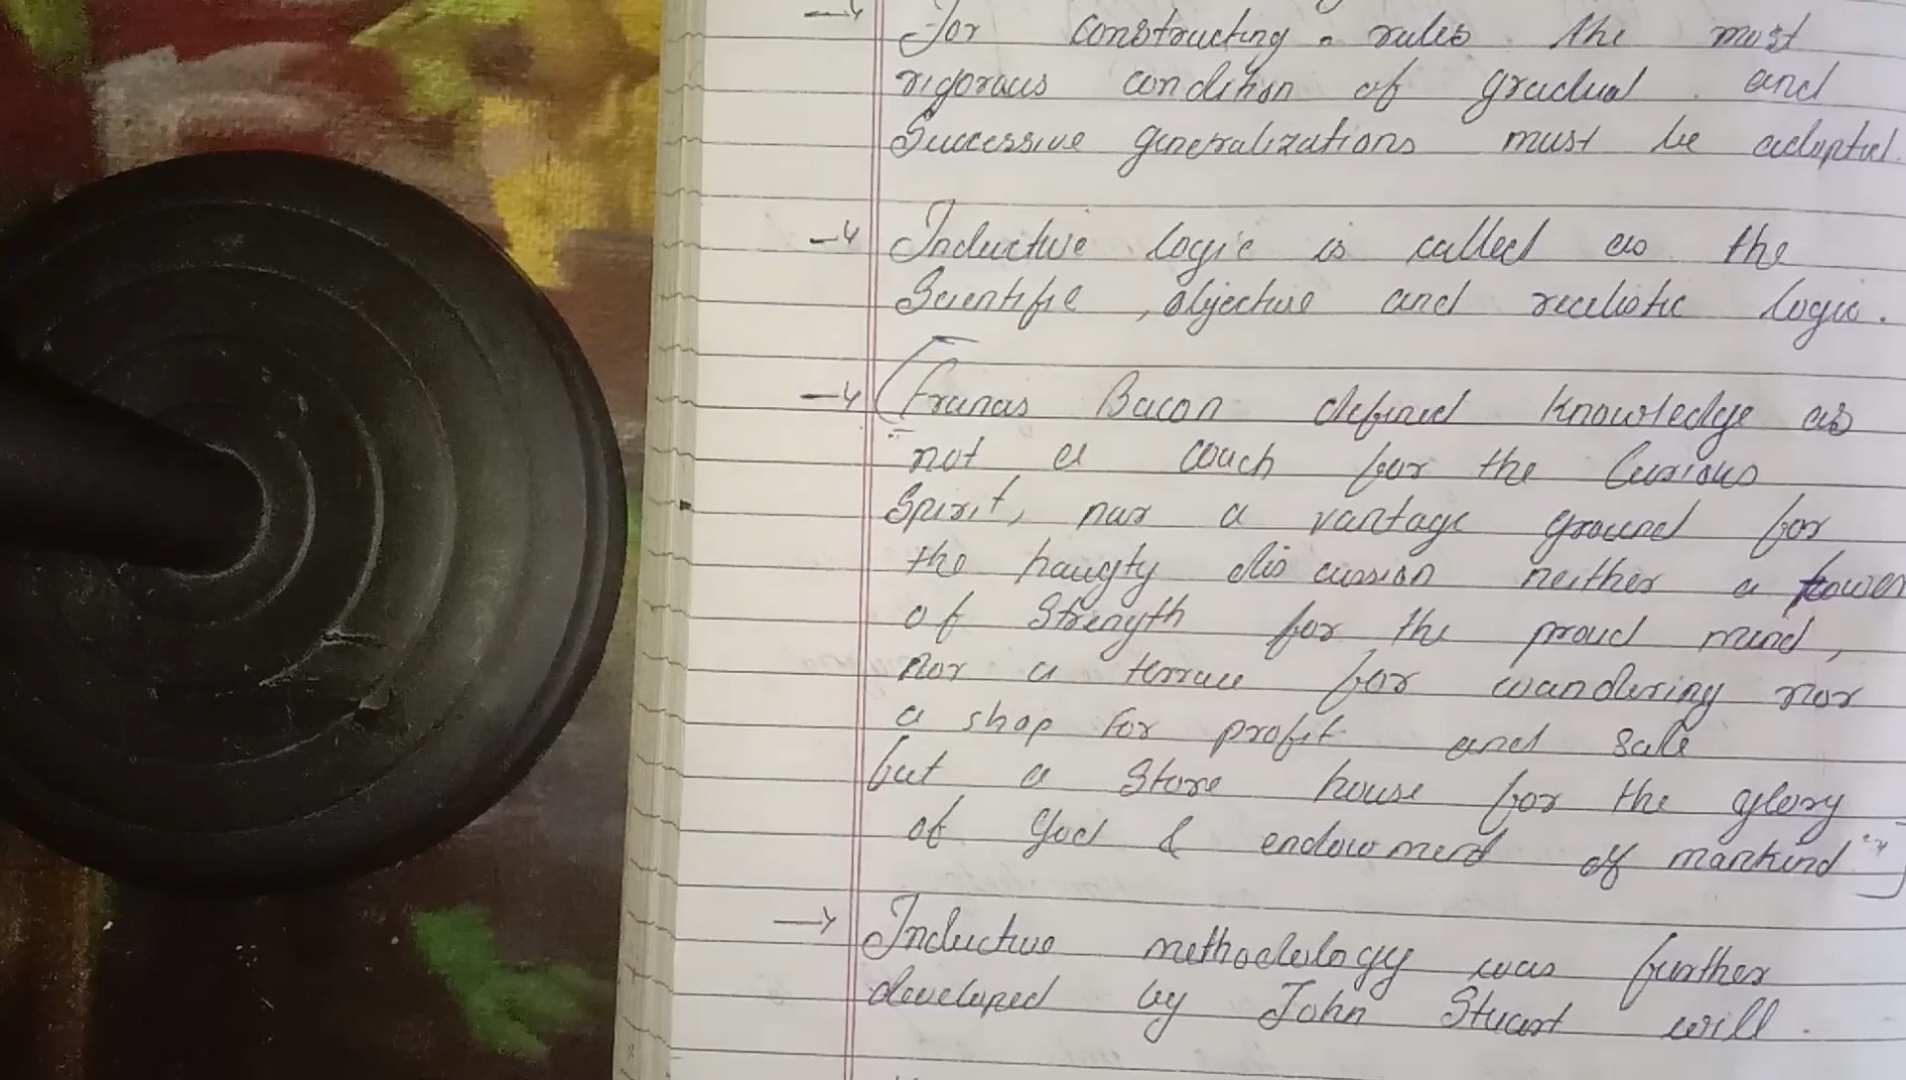 → For constructing rules the most
rigorous condition of gradual and
Successive generalizations must be adopted.
→ Inductive logic is called as the
Scientific, objective and realistic logic.
→ Francis Bacon defined knowledge as
not a couch for the Curious
Spirit, nor a vantage ground for
the haugty discussion neither a tower
of Strength for the proud mind,
nor a terrace for wandering nor
a shop for profit and sale
but a Store house for the glory
of God & endowment of mankind"
→ Inductive methodology was further
developed by John Stuart will.